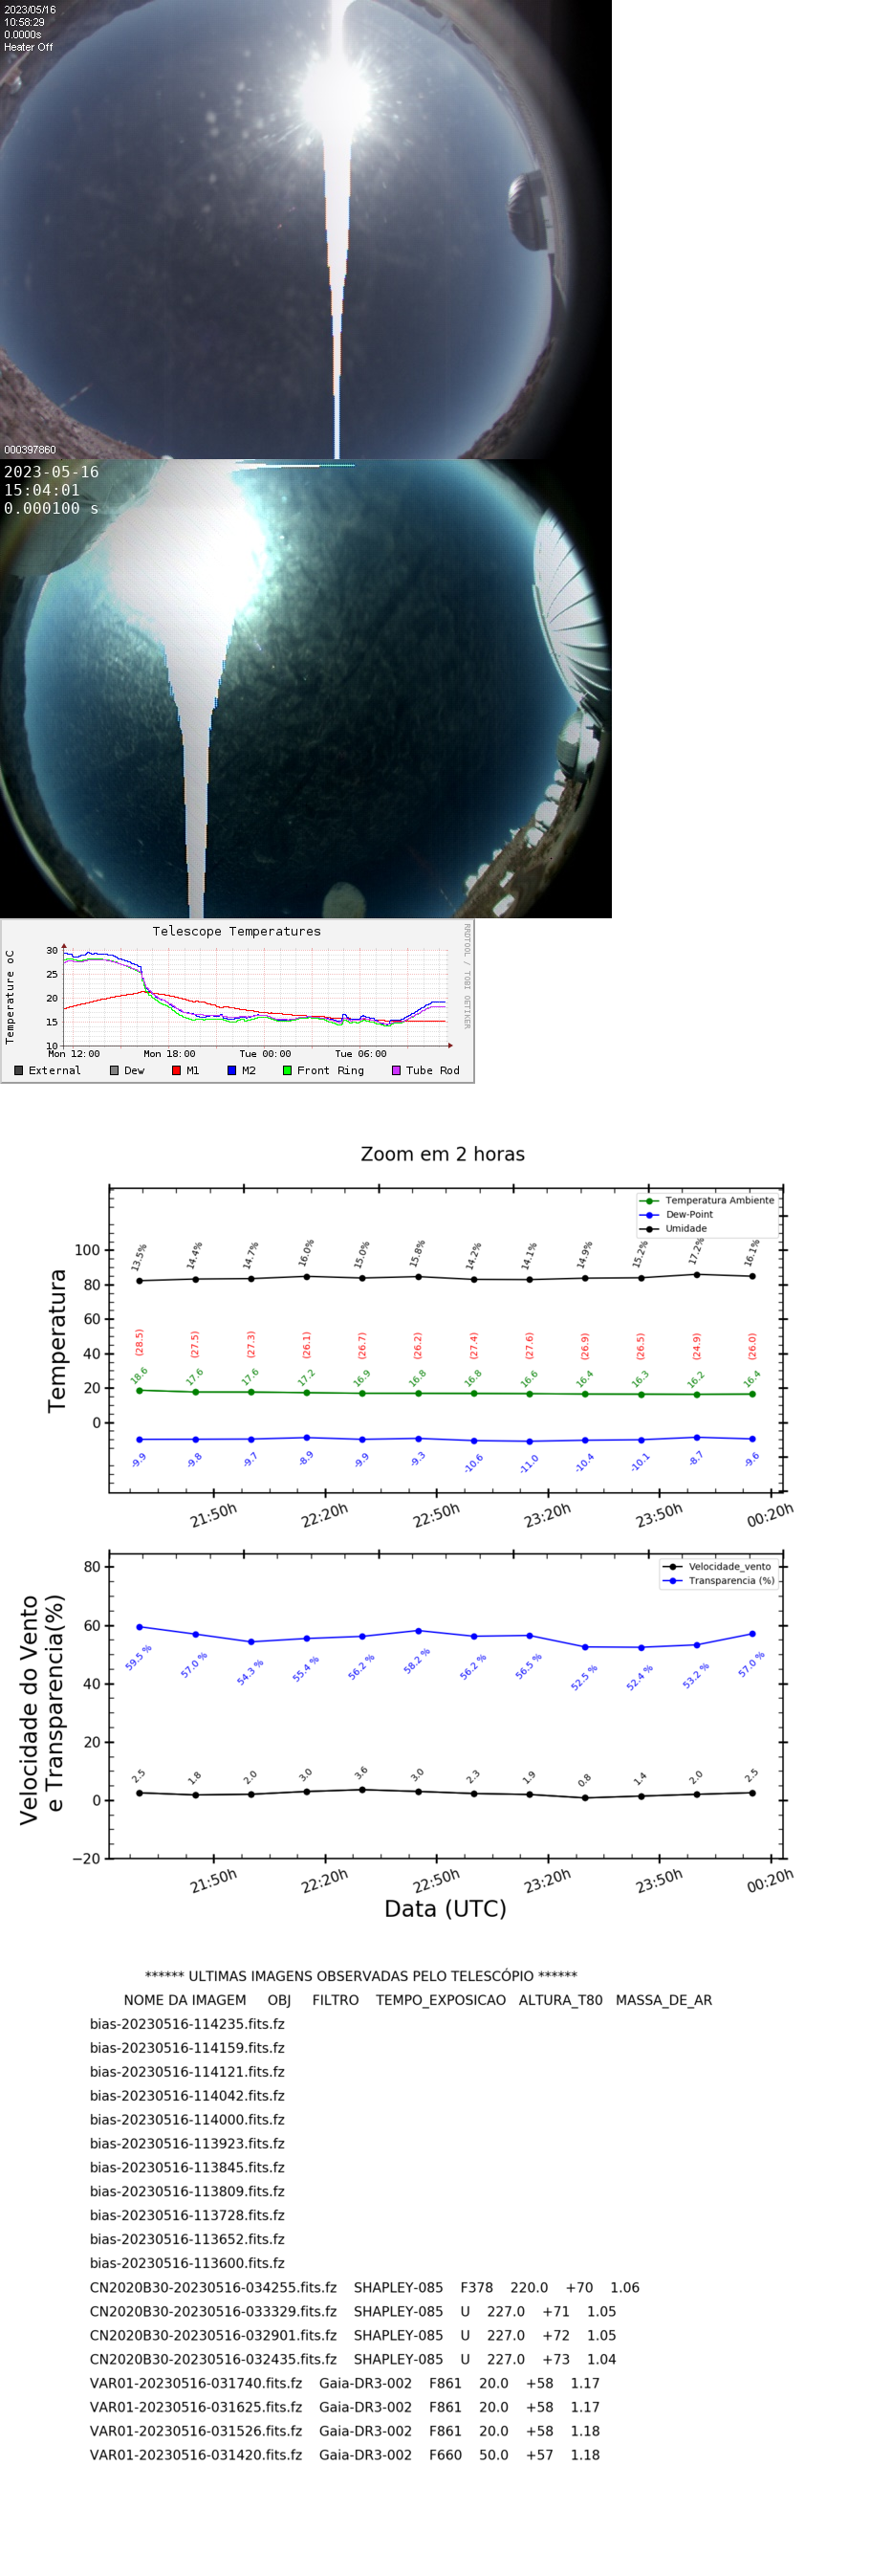 2023/05/16
10:58:29
0.0000s
Heater Off
000397860
2023-05-16
15:04:01
0.000100 s
Telescope Temperatures
RRDTOOL / TOBI OETIKER
Temperature oC
30
25
20
15
10
Mon 12:00 Mon 18:00 Tue 00:00 Tue 06:00
External Dew M1 M2 Front Ring Tube Rod
Zoom em 2 horas
Temperatura Ambiente
Dew-Point
Umidade
Temperatura
100
80
60
40
20
0
13.5% 14.4% 14.7% 16.0% 15.0% 15.8% 14.2% 14.1% 14.9% 15.2% 17.2% 16.1%
(28.5) (27.5) (27.3) (26.1) (26.7) (26.2) (27.4) (27.6) (26.9) (26.5) (24.9) (26.0)
18.6 17.6 17.6 17.2 16.9 16.8 16.8 16.6 16.4 16.3 16.2 16.4
-9.9 -9.8 -9.7 -8.9 -9.9 -9.3 -10.6 -11.0 -10.4 -10.1 -8.7 -9.6
21:50h 22:20h 22:50h 23:20h 23:50h 00:20h
Velocidade_vento
Transparencia (%)
Velocidade do Vento
e Transparencia(%)
80
60
40
20
0
−20
59.5 % 57.0 % 54.3 % 55.4 % 56.2 % 58.2 % 56.2 % 56.5 % 52.5 % 52.4 % 53.2 % 57.0 %
2.5 1.8 2.0 3.0 3.6 3.0 2.3 1.9 0.8 1.4 2.0 2.5
21:50h 22:20h 22:50h 23:20h 23:50h 00:20h
Data (UTC)
****** ULTIMAS IMAGENS OBSERVADAS PELO TELESCÓPIO ******
NOME DA IMAGEM OBJ FILTRO TEMPO_EXPOSICAO ALTURA_T80 MASSA_DE_AR
bias-20230516-114235.fits.fz
bias-20230516-114159.fits.fz
bias-20230516-114121.fits.fz
bias-20230516-114042.fits.fz
bias-20230516-114000.fits.fz
bias-20230516-113923.fits.fz
bias-20230516-113845.fits.fz
bias-20230516-113809.fits.fz
bias-20230516-113728.fits.fz
bias-20230516-113652.fits.fz
bias-20230516-113600.fits.fz
CN2020B30-20230516-034255.fits.fz SHAPLEY-085 F378 220.0 +70 1.06
CN2020B30-20230516-033329.fits.fz SHAPLEY-085 U 227.0 +71 1.05
CN2020B30-20230516-032901.fits.fz SHAPLEY-085 U 227.0 +72 1.05
CN2020B30-20230516-032435.fits.fz SHAPLEY-085 U 227.0 +73 1.04
VAR01-20230516-031740.fits.fz Gaia-DR3-002 F861 20.0 +58 1.17
VAR01-20230516-031625.fits.fz Gaia-DR3-002 F861 20.0 +58 1.17
VAR01-20230516-031526.fits.fz Gaia-DR3-002 F861 20.0 +58 1.18
VAR01-20230516-031420.fits.fz Gaia-DR3-002 F660 50.0 +57 1.18